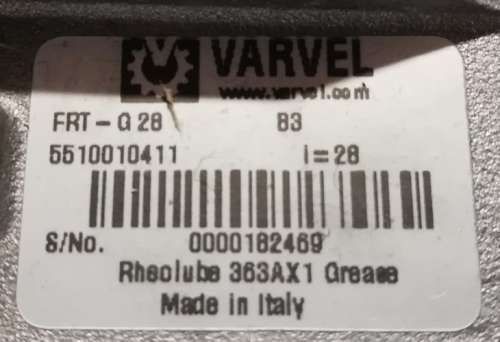 VARVEL
www.varvel.com
FRT-G 28 B3
5510010411 i=28
S/No. 0000182469
Rheolube 363AX1 Grease
Made in Italy